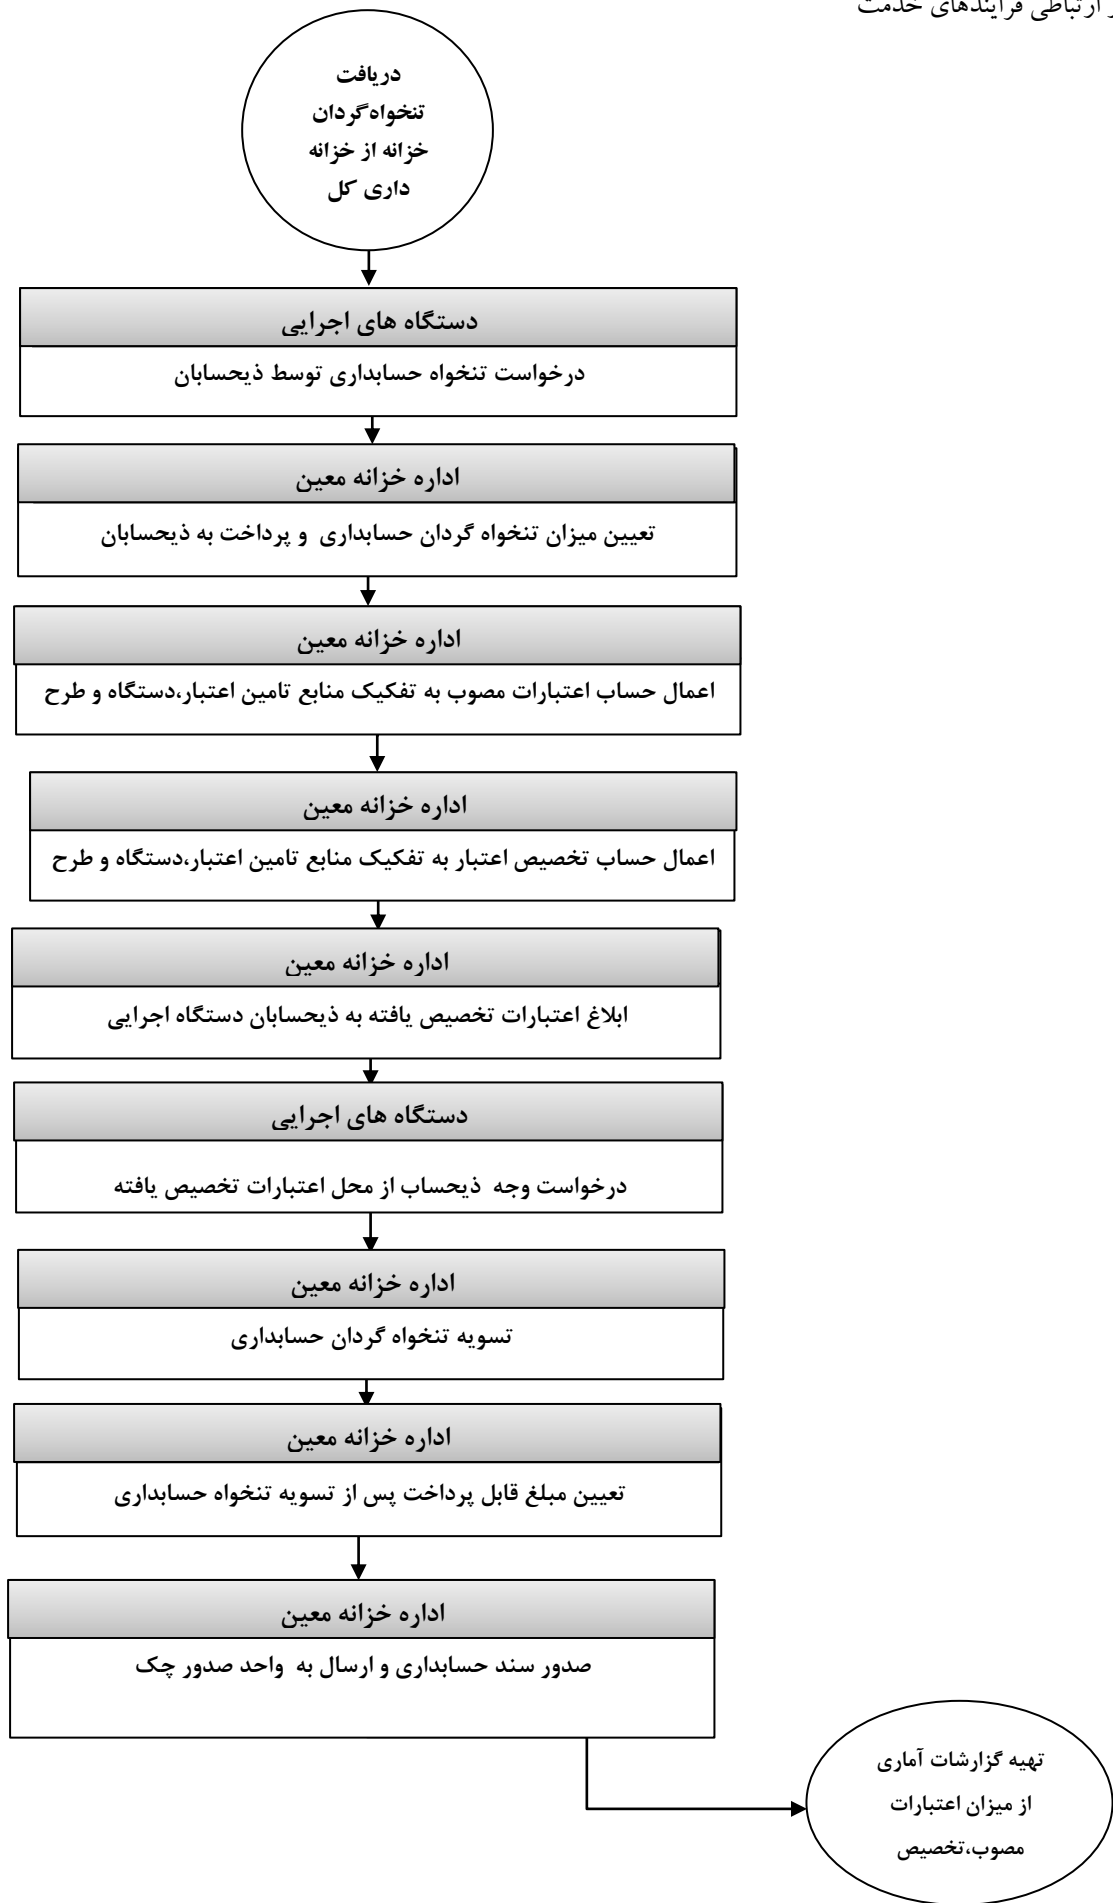 ارتباطی فرایندهای خدمت
دریافت
تنخواه‌گردان
خزانه از خزانه
داری کل
دستگاه های اجرایی
درخواست تنخواه حسابداری توسط ذیحسابان
اداره خزانه معین
تعیین میزان تنخواه گردان حسابداری و پرداخت به ذیحسابان
اداره خزانه معین
اعمال حساب اعتبارات مصوب به تفکیک منابع تامین اعتبار،دستگاه و طرح
اداره خزانه معین
اعمال حساب تخصیص اعتبار به تفکیک منابع تامین اعتبار،دستگاه و طرح
اداره خزانه معین
ابلاغ اعتبارات تخصیص یافته به ذیحسابان دستگاه اجرایی
دستگاه های اجرایی
درخواست وجه ذیحساب از محل اعتبارات تخصیص یافته
اداره خزانه معین
تسویه تنخواه گردان حسابداری
اداره خزانه معین
تعیین مبلغ قابل پرداخت پس از تسویه تنخواه حسابداری
اداره خزانه معین
صدور سند حسابداری و ارسال به واحد صدور چک
تهیه گزارشات آماری
از میزان اعتبارات
مصوب،تخصیص